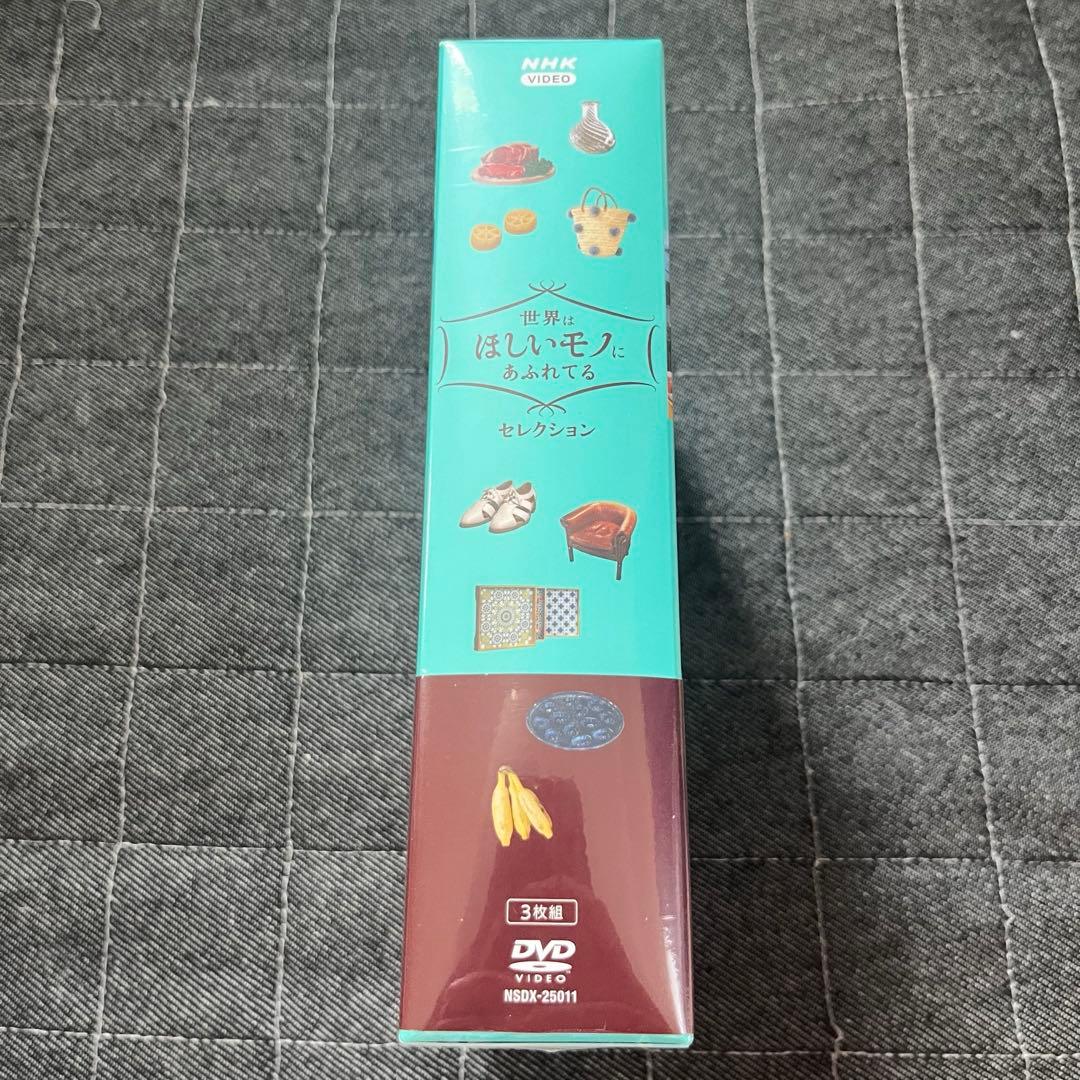 NHK
VIDEO
世界は
ほしいモノに
あふれてる
セレクション
3枚組
DVD
VIDEO
NSDX-25011